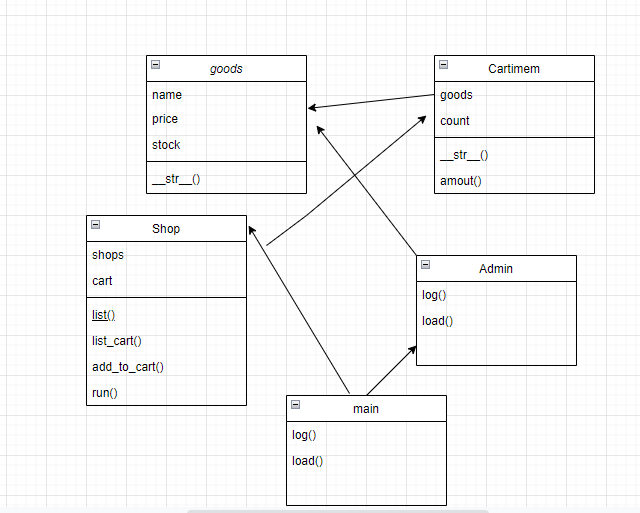 goods
name
price
stock
__str__()
Cartimem
goods
count
__str__()
amout()
Shop
shops
cart
list()
list_cart()
add_to_cart()
run()
Admin
log()
load()
main
log()
load()